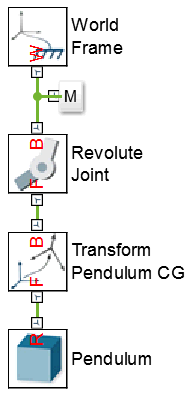 World
Frame
W
M
B
Revolute
Joint
F
B
Transform
Pendulum CG
F
R
Pendulum